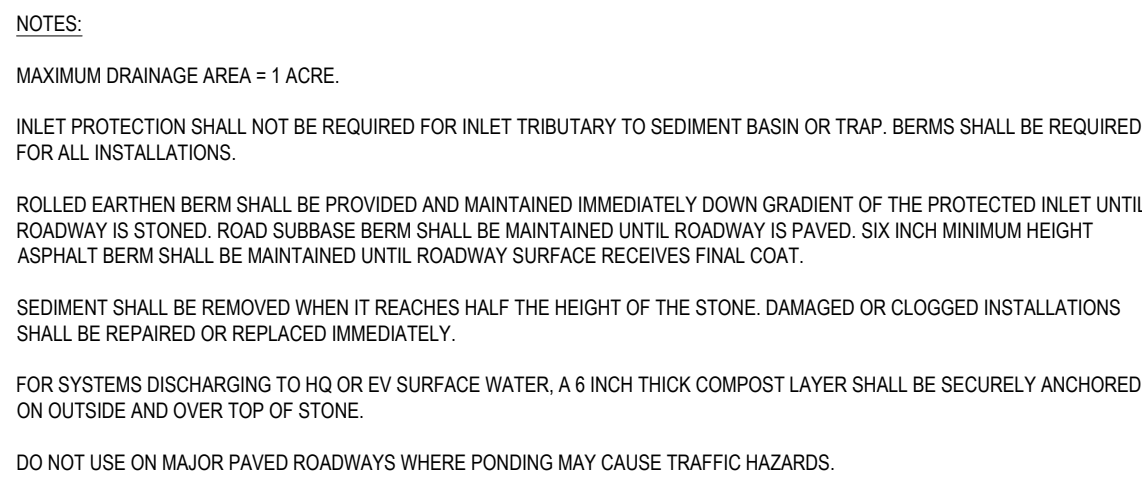 NOTES:
MAXIMUM DRAINAGE AREA = 1 ACRE.
INLET PROTECTION SHALL NOT BE REQUIRED FOR INLET TRIBUTARY TO SEDIMENT BASIN OR TRAP. BERMS SHALL BE REQUIRED
FOR ALL INSTALLATIONS.
ROLLED EARTHEN BERM SHALL BE PROVIDED AND MAINTAINED IMMEDIATELY DOWN GRADIENT OF THE PROTECTED INLET UNTIL
ROADWAY IS STONED. ROAD SUBBASE BERM SHALL BE MAINTAINED UNTIL ROADWAY IS PAVED. SIX INCH MINIMUM HEIGHT
ASPHALT BERM SHALL BE MAINTAINED UNTIL ROADWAY SURFACE RECEIVES FINAL COAT.
SEDIMENT SHALL BE REMOVED WHEN IT REACHES HALF THE HEIGHT OF THE STONE. DAMAGED OR CLOGGED INSTALLATIONS
SHALL BE REPAIRED OR REPLACED IMMEDIATELY.
FOR SYSTEMS DISCHARGING TO HQ OR EV SURFACE WATER, A 6 INCH THICK COMPOST LAYER SHALL BE SECURELY ANCHORED
ON OUTSIDE AND OVER TOP OF STONE.
DO NOT USE ON MAJOR PAVED ROADWAYS WHERE PONDING MAY CAUSE TRAFFIC HAZARDS.